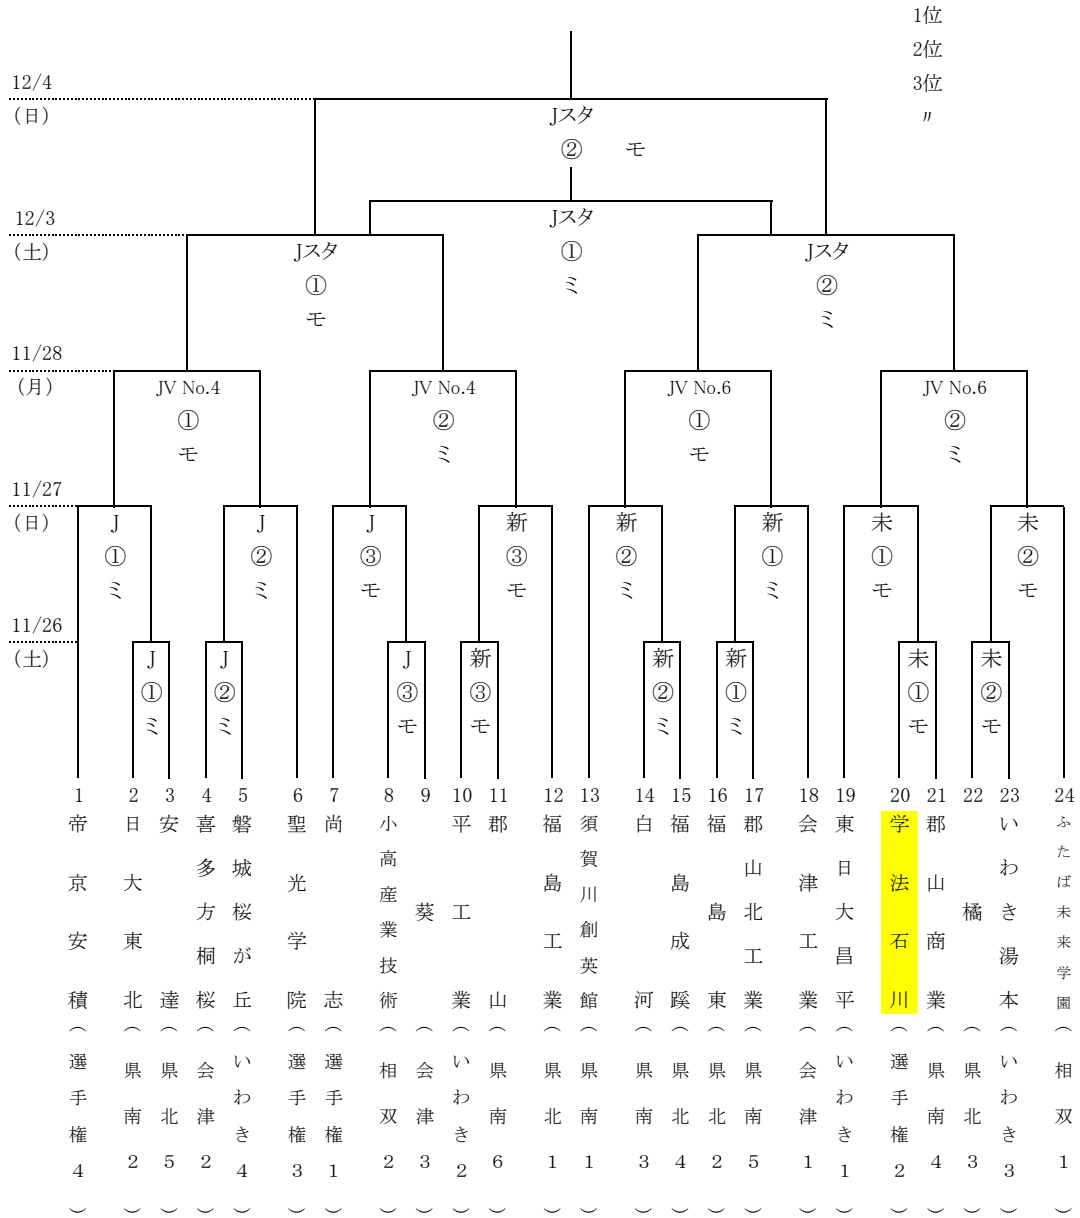 1位
2位
3位
〃
12/4
(日)
Jスタ
② モ
12/3
(土)
Jスタ
①
ミ
Jスタ
①
モ
Jスタ
②
ミ
11/28
(月)
JV No.4
①
モ
JV No.4
②
ミ
JV No.6
①
モ
JV No.6
②
ミ
11/27
(日)
J
①
ミ
J
②
ミ
J
③
モ
新
③
モ
新
②
ミ
新
①
ミ
未
①
モ
未
②
モ
11/26
(土)
J
①
ミ
J
②
ミ
J
③
モ
新
③
モ
新
②
ミ
新
①
ミ
未
①
モ
未
②
モ
1 帝京安積(選手権4)
2 日大東北(県南2)
3 安達(県北5)
4 喜多方桐桜(会津2)
5 磐城桜が丘(いわき4)
6 聖光学院(選手権3)
7 尚志(選手権1)
8 小高産業技術(相双2)
9 葵(会津3)
10 平工業(いわき2)
11 郡山(県南6)
12 福島工業(県北1)
13 須賀川創英館(県南1)
14 白河(県南3)
15 福島成蹊(県北4)
16 福島東(県北2)
17 郡山北工業(県南5)
18 会津工業(会津1)
19 東日大昌平(いわき1)
20 学法石川(選手権2)
21 郡山商業(県南4)
22 橘(県北3)
23 いわき湯本(いわき3)
24 ふたば未来学園(相双1)